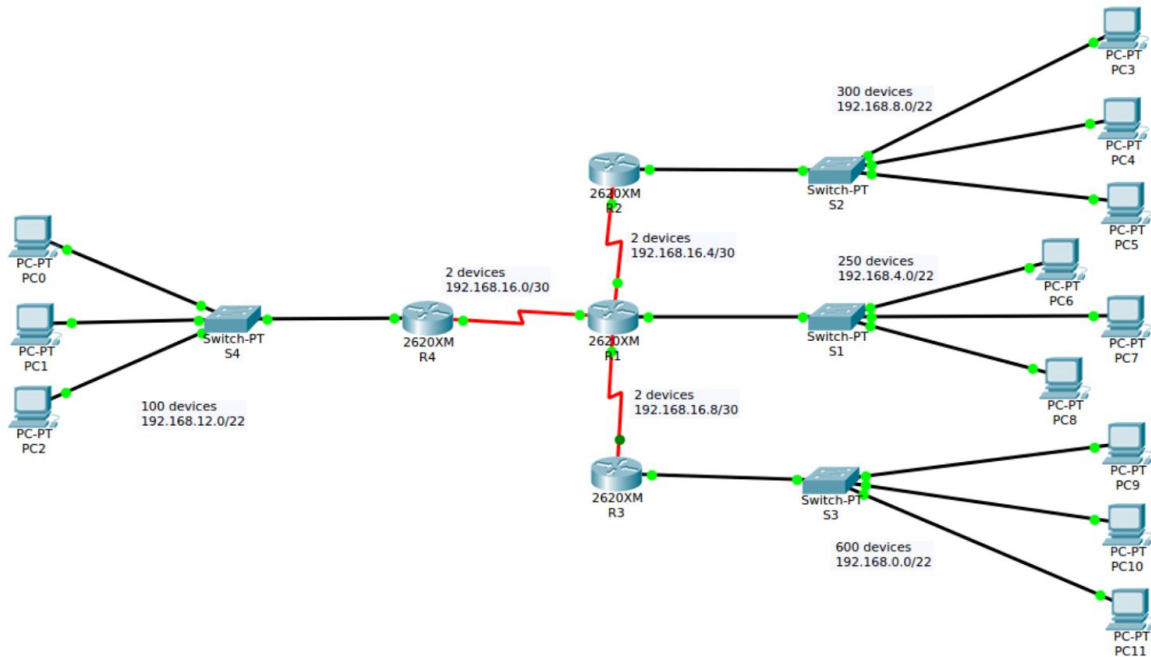 PC-PT
PC3
300 devices
192.168.8.0/22
PC-PT
PC4
Switch-PT
S2
2620XM
R2
PC-PT
PC5
2 devices
192.168.16.4/30
PC-PT
PC0
2 devices
192.168.16.0/30
250 devices
192.168.4.0/22
PC-PT
PC6
PC-PT
PC1
Switch-PT
S4
2620XM
R4
2620XM
R1
Switch-PT
S1
PC-PT
PC7
PC-PT
PC2
100 devices
192.168.12.0/22
2 devices
192.168.16.8/30
PC-PT
PC8
2620XM
R3
Switch-PT
S3
PC-PT
PC9
600 devices
192.168.0.0/22
PC-PT
PC10
PC-PT
PC11